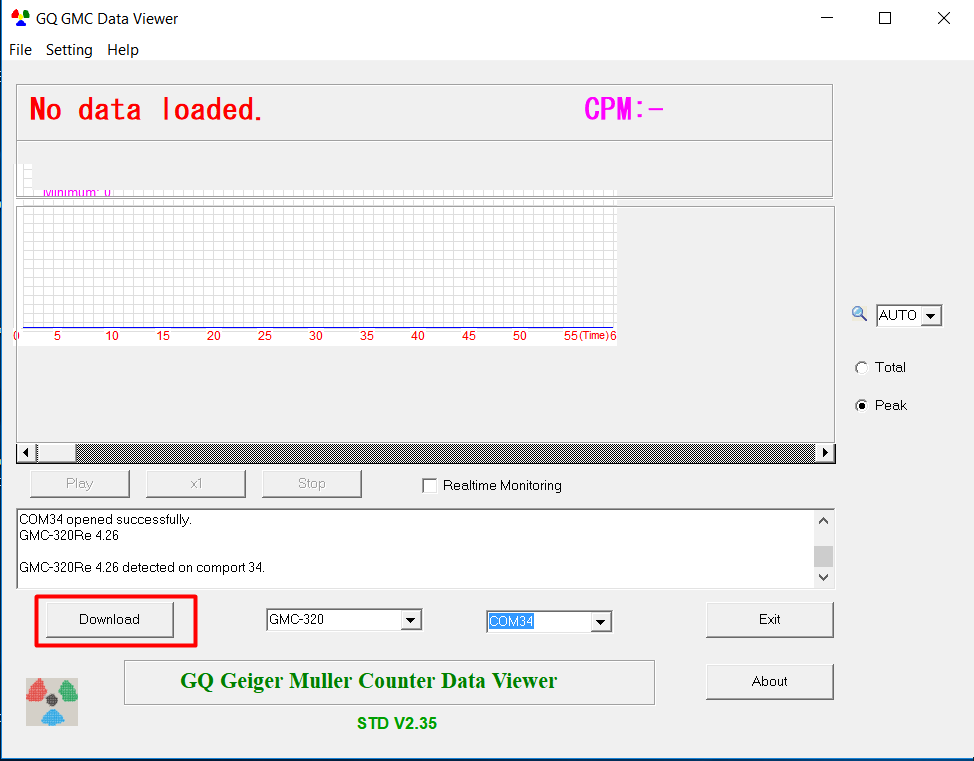 GQ GMC Data Viewer
File Setting Help
No data loaded. CPM:-
Minimum: 0
0 5 10 15 20 25 30 35 40 45 50 55(Time)6
AUTO
Total
Peak
Play x1 Stop Realtime Monitoring
COM34 opened successfully.
GMC-320Re 4.26
GMC-320Re 4.26 detected on comport 34.
Download GMC-320 COM34 Exit
GQ Geiger Muller Counter Data Viewer About
STD V2.35